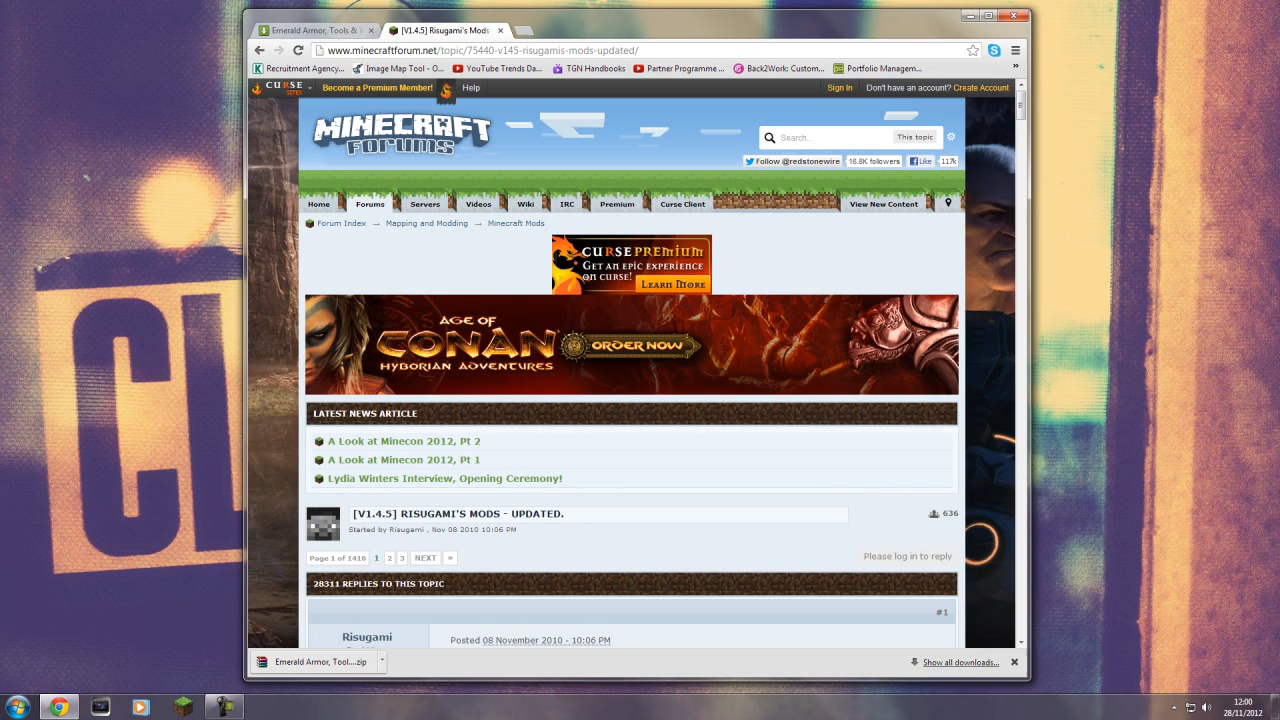 Emerald Armor, Tools &
[V1.4.5] Risugami's Mods
www.minecraftforum.net/topic/75440-v145-risugamis-mods-updated/
Recruitment Agency... Image Map Tool - O... YouTube Trends Da... TGN Handbooks Partner Programme ... Back2Work: Custom... Portfolio Managem... »
CURSE SITES Become a Premium Member! Help Sign In Don't have an account? Create Account
MINECRAFT
FORUMS
Search... This topic
Follow @redstonewire 16.8K followers Like 117k
Home Forums Servers Videos Wiki IRC Premium Curse Client View New Content
Forum Index → Mapping and Modding → Minecraft Mods
CURSE PREMIUM
GET AN EPIC EXPERIENCE
ON CURSE!
LEARN MORE
AGE OF
CONAN
HYBORIAN ADVENTURES
ORDER NOW
LATEST NEWS ARTICLE
A Look at Minecon 2012, Pt 2
A Look at Minecon 2012, Pt 1
Lydia Winters Interview, Opening Ceremony!
[V1.4.5] RISUGAMI'S MODS - UPDATED.
636
Started by Risugami , Nov 08 2010 10:06 PM
Page 1 of 1416 1 2 3 NEXT »
Please log in to reply
28311 REPLIES TO THIS TOPIC
#1
Risugami
Posted 08 November 2010 - 10:06 PM
Emerald Armor, Tool....zip
Show all downloads...
12:00
28/11/2012